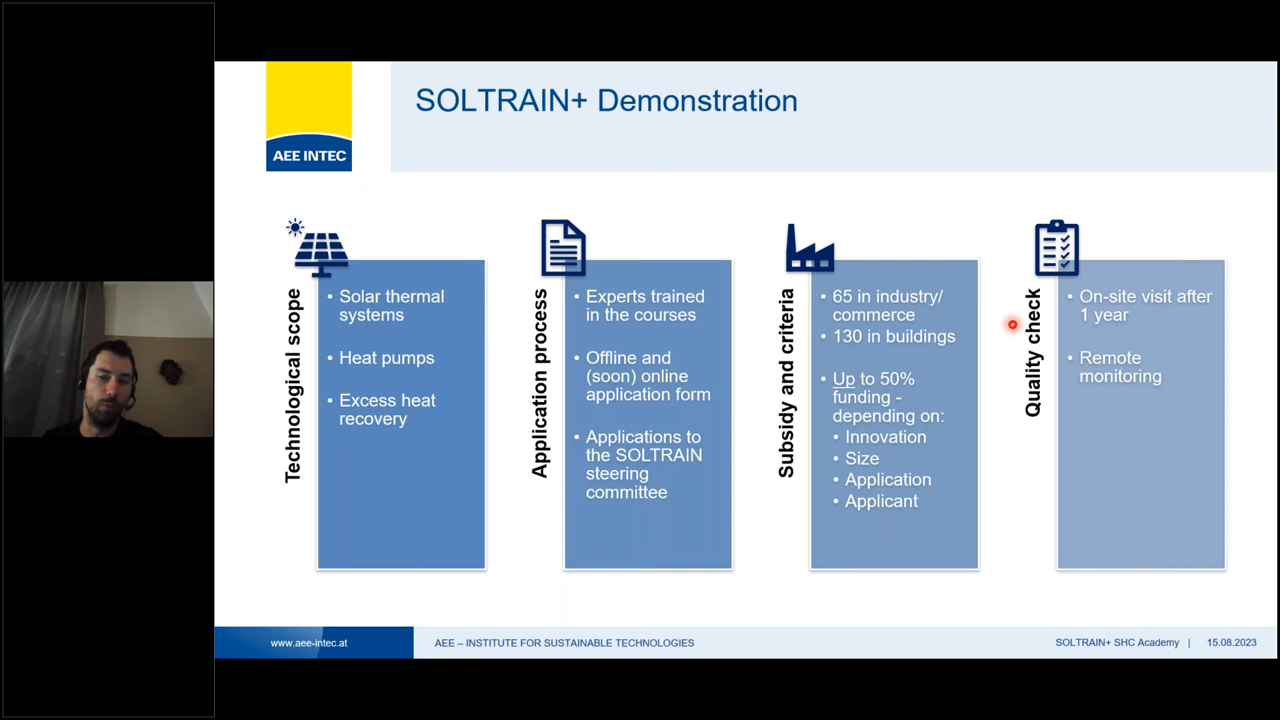 SOLTRAIN+ Demonstration
AEE INTEC
Technological scope
• Solar thermal
systems
• Heat pumps
• Excess heat
recovery
Application process
• Experts trained
in the courses
• Offline and
(soon) online
application form
• Applications to
the SOLTRAIN
steering
committee
Subsidy and criteria
• 65 in industry/
commerce
• 130 in buildings
• Up to 50%
funding -
depending on:
• Innovation
• Size
• Application
• Applicant
Quality check
• On-site visit after
1 year
• Remote
monitoring
www.aee-intec.at
AEE – INSTITUTE FOR SUSTAINABLE TECHNOLOGIES
SOLTRAIN+ SHC Academy | 15.08.2023